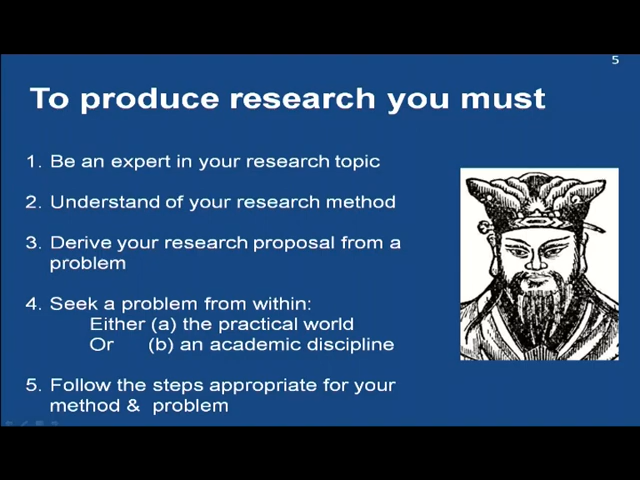 5
To produce research you must
1. Be an expert in your research topic
2. Understand of your research method
3. Derive your research proposal from a
problem
4. Seek a problem from within:
Either (a) the practical world
Or (b) an academic discipline
5. Follow the steps appropriate for your
method & problem